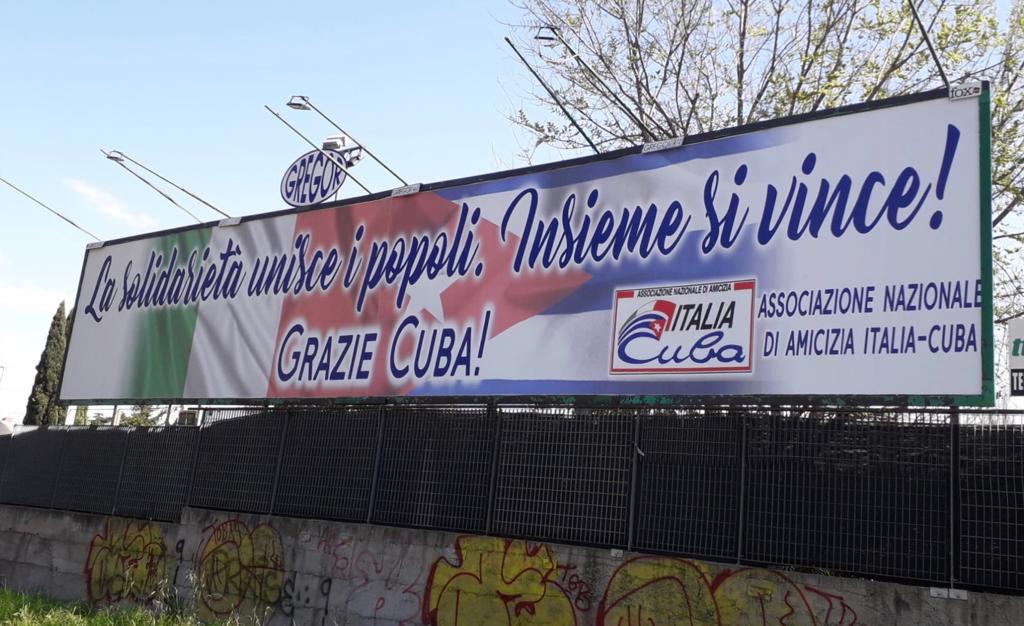 GREGOR
fox
La solidarietà unisce i popoli. Insieme si vince!
GRAZIE CUBA!
ASSOCIAZIONE NAZIONALE DI AMICIZIA
ITALIA
Cuba
ASSOCIAZIONE NAZIONALE
DI AMICIZIA ITALIA-CUBA